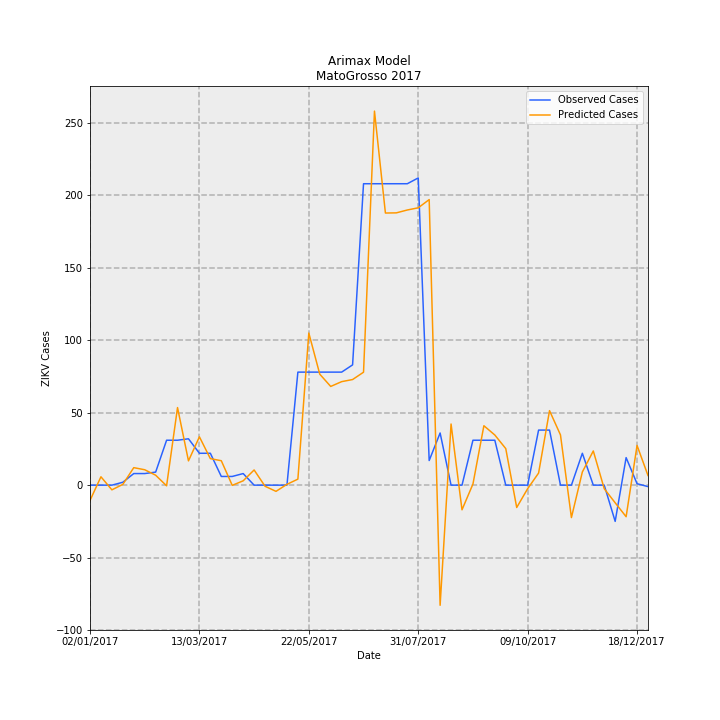 Arimax Model
MatoGrosso 2017
Observed Cases
Predicted Cases
ZIKV Cases
250
200
150
100
50
0
−50
−100
02/01/2017 13/03/2017 22/05/2017 31/07/2017 09/10/2017 18/12/2017
Date